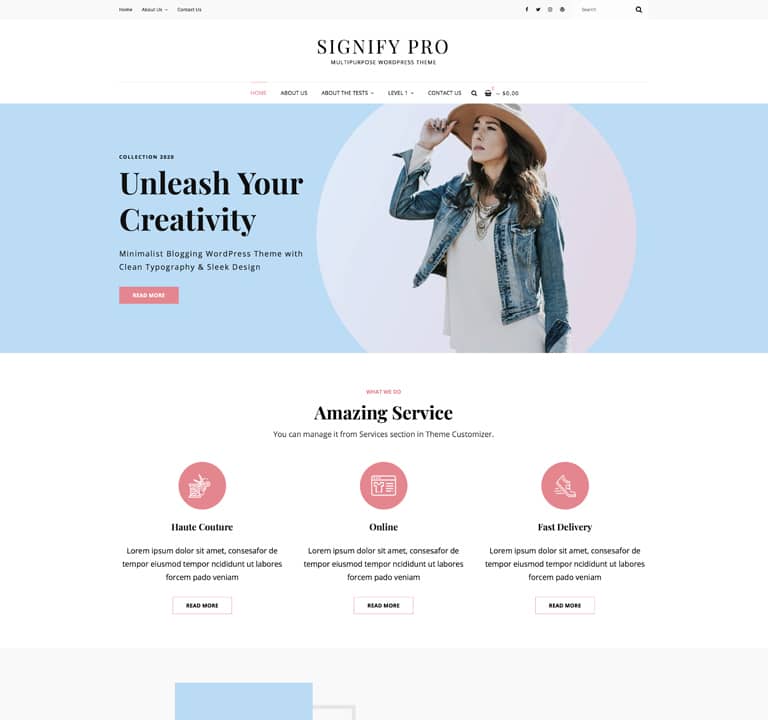 Home About Us Contact Us Search
SIGNIFY PRO
MULTIPURPOSE WORDPRESS THEME
HOME ABOUT US ABOUT THE TESTS LEVEL 1 CONTACT US 0 – $0.00
COLLECTION 2020
Unleash Your
Creativity
Minimalist Blogging WordPress Theme with
Clean Typography & Sleek Design
READ MORE
WHAT WE DO
Amazing Service
You can manage it from Services section in Theme Customizer.
Haute Couture Online Fast Delivery
Lorem ipsum dolor sit amet, consesafor de Lorem ipsum dolor sit amet, consesafor de Lorem ipsum dolor sit amet, consesafor de
tempor eiusmod tempor ncididunt ut labores tempor eiusmod tempor ncididunt ut labores tempor eiusmod tempor ncididunt ut labores
forcem pado veniam forcem pado veniam forcem pado veniam
READ MORE READ MORE READ MORE